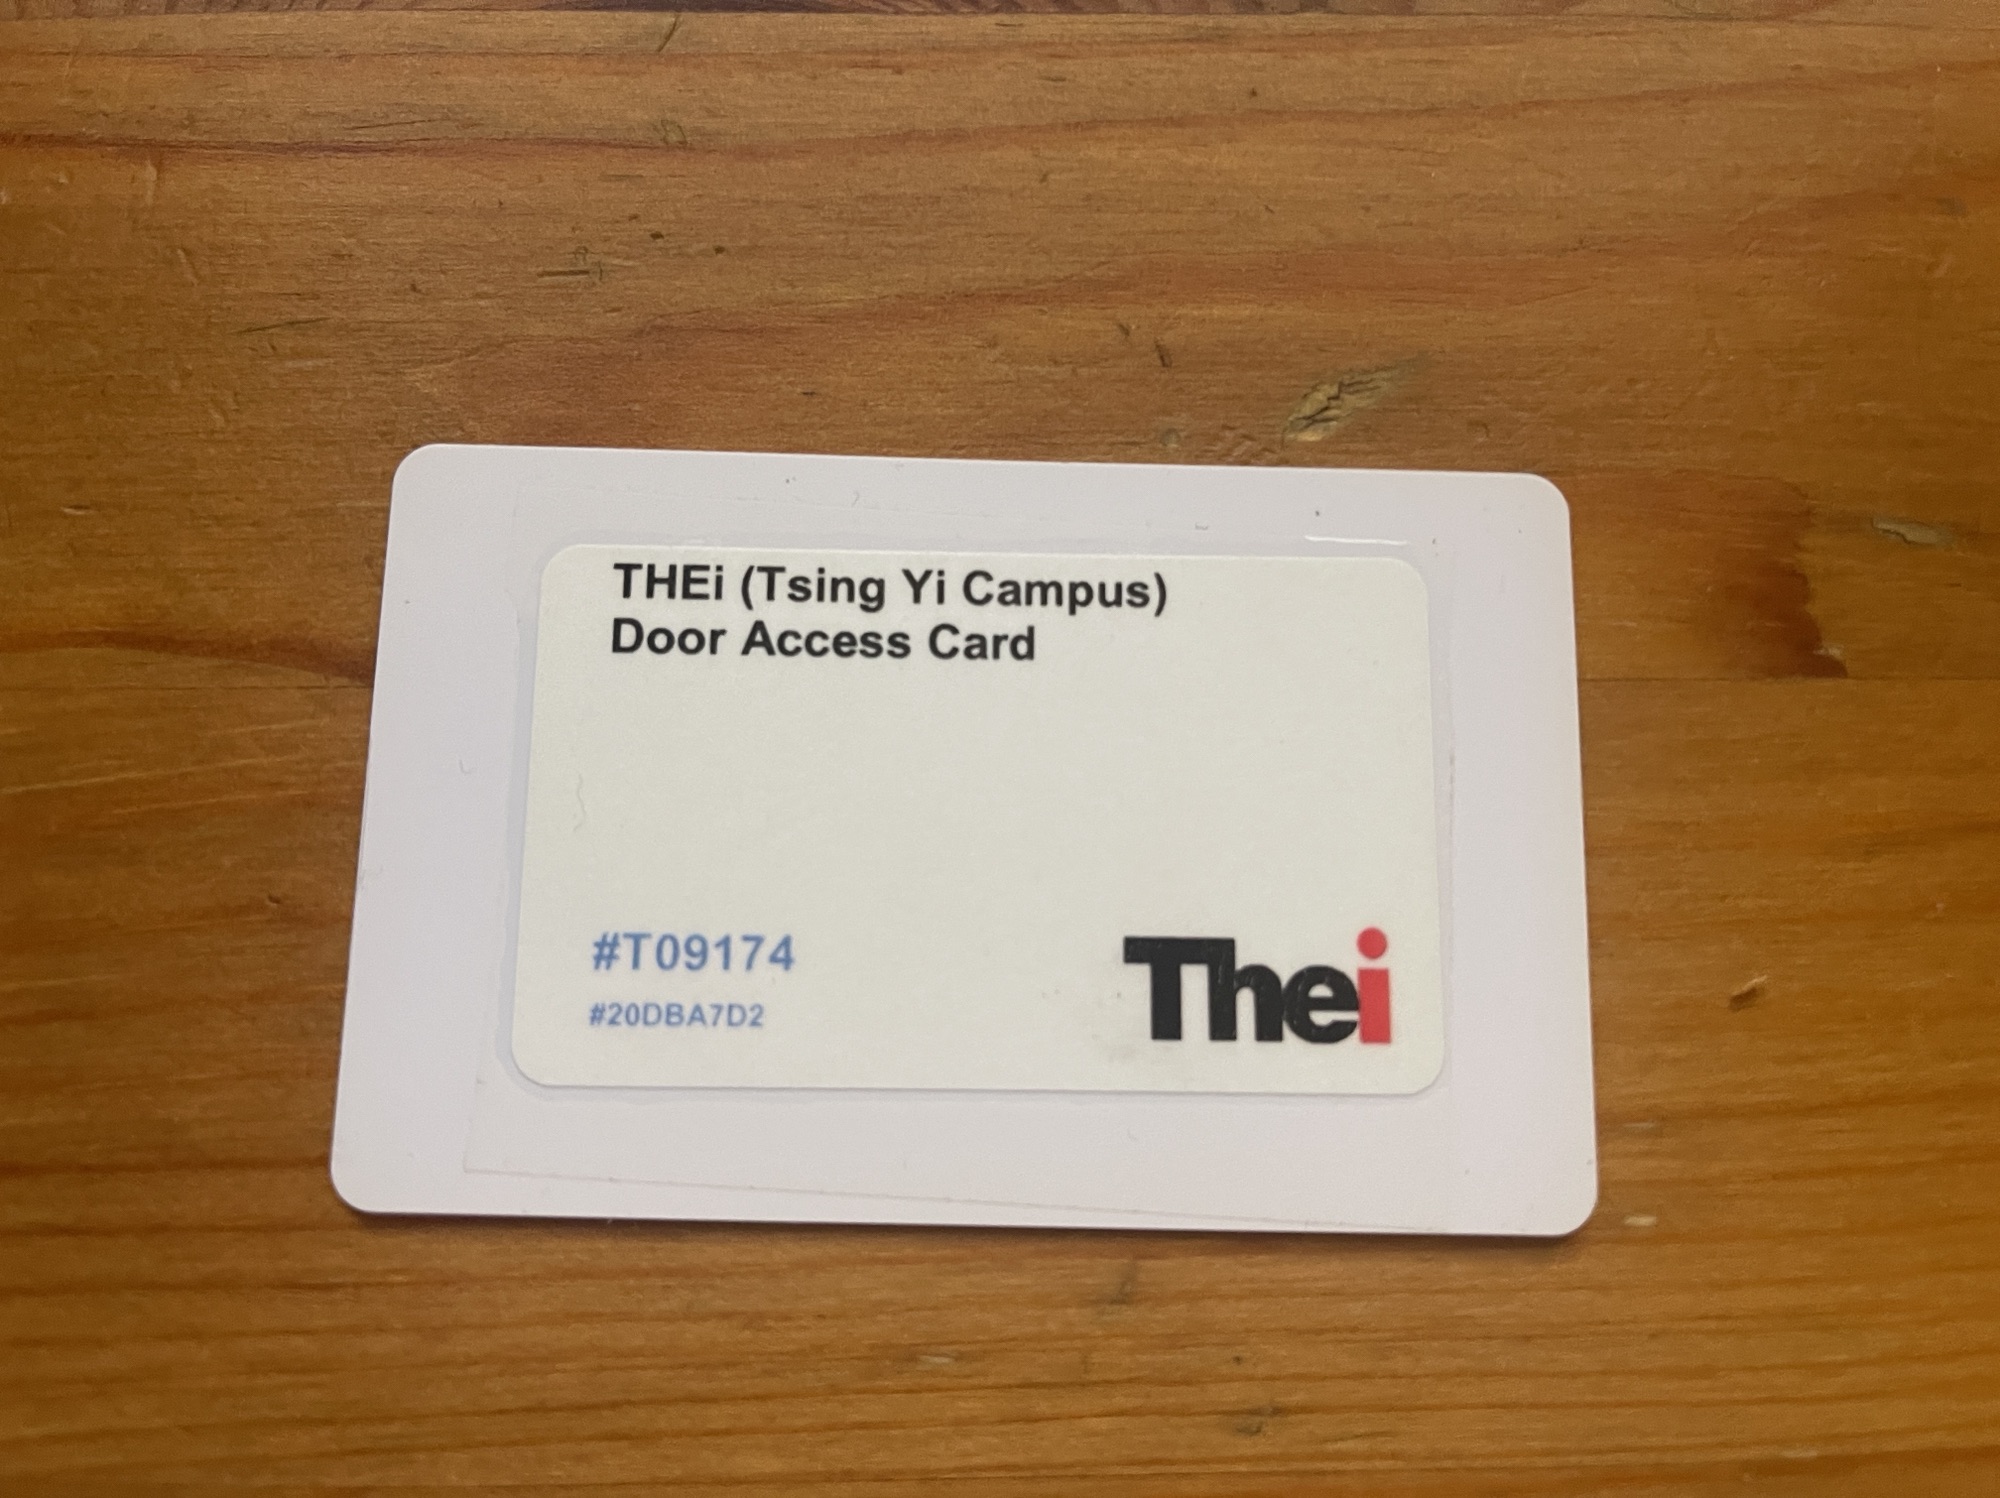 THEi (Tsing Yi Campus)
Door Access Card
#T09174
#20DBA7D2
Thei